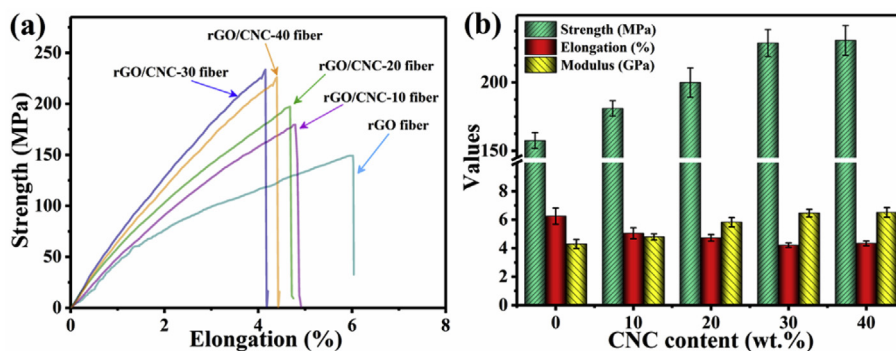 (a)
Strength (MPa)
250
200
150
100
50
0
rGO/CNC-40 fiber
rGO/CNC-30 fiber
rGO/CNC-20 fiber
rGO/CNC-10 fiber
rGO fiber
0 2 4 6 8
Elongation (%)
(b)
Values
200
150
8
6
4
2
0
Strength (MPa)
Elongation (%)
Modulus (GPa)
0 10 20 30 40
CNC content (wt.%)